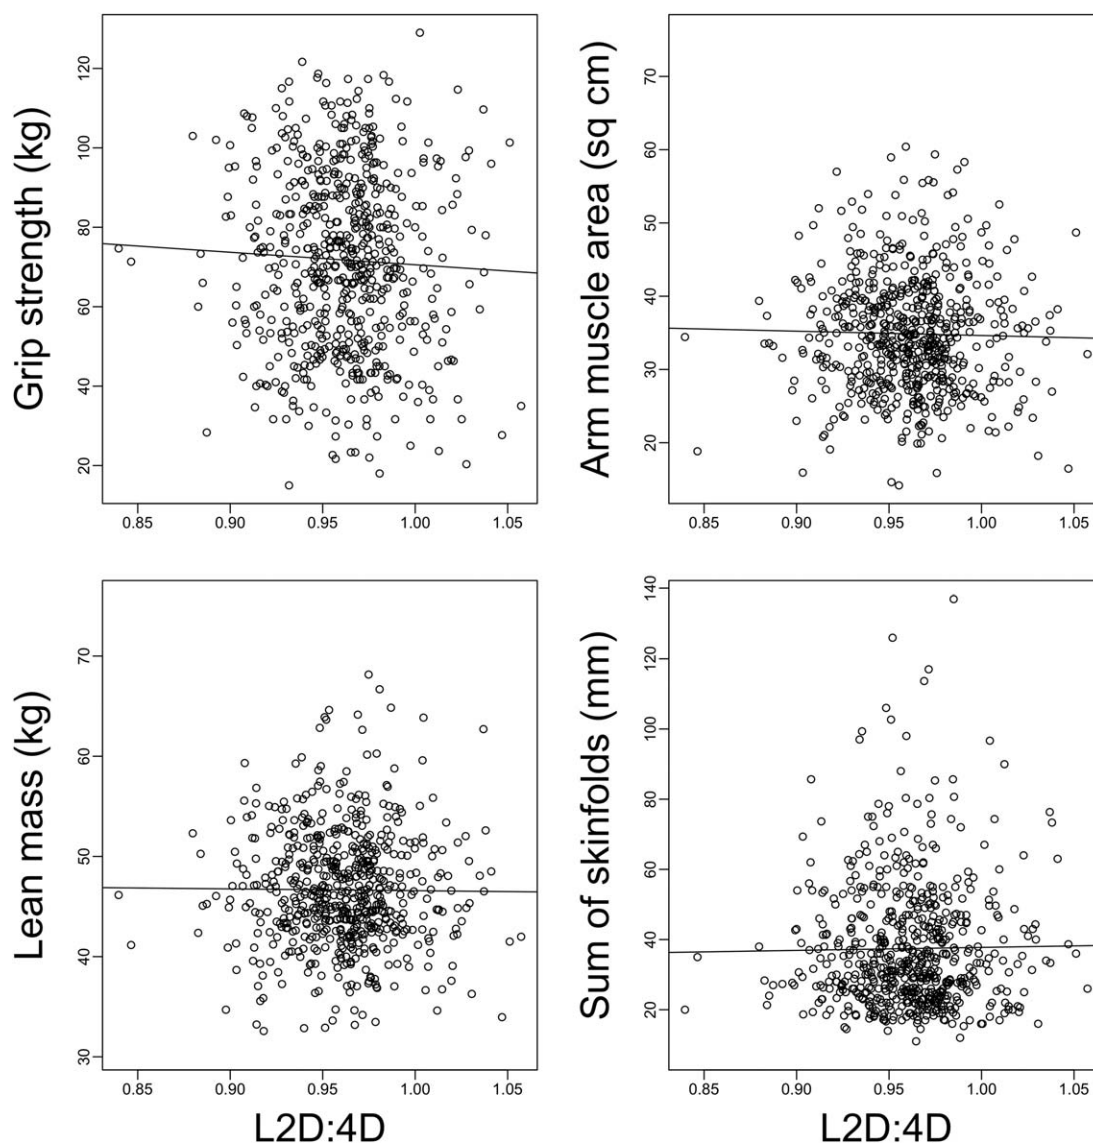 Grip strength (kg)
120
100
80
60
40
20
0.85 0.90 0.95 1.00 1.05
Arm muscle area (sq cm)
70
60
50
40
30
20
0.85 0.90 0.95 1.00 1.05
Lean mass (kg)
70
60
50
40
30
0.85 0.90 0.95 1.00 1.05
L2D:4D
Sum of skinfolds (mm)
140
120
100
80
60
40
20
0.85 0.90 0.95 1.00 1.05
L2D:4D